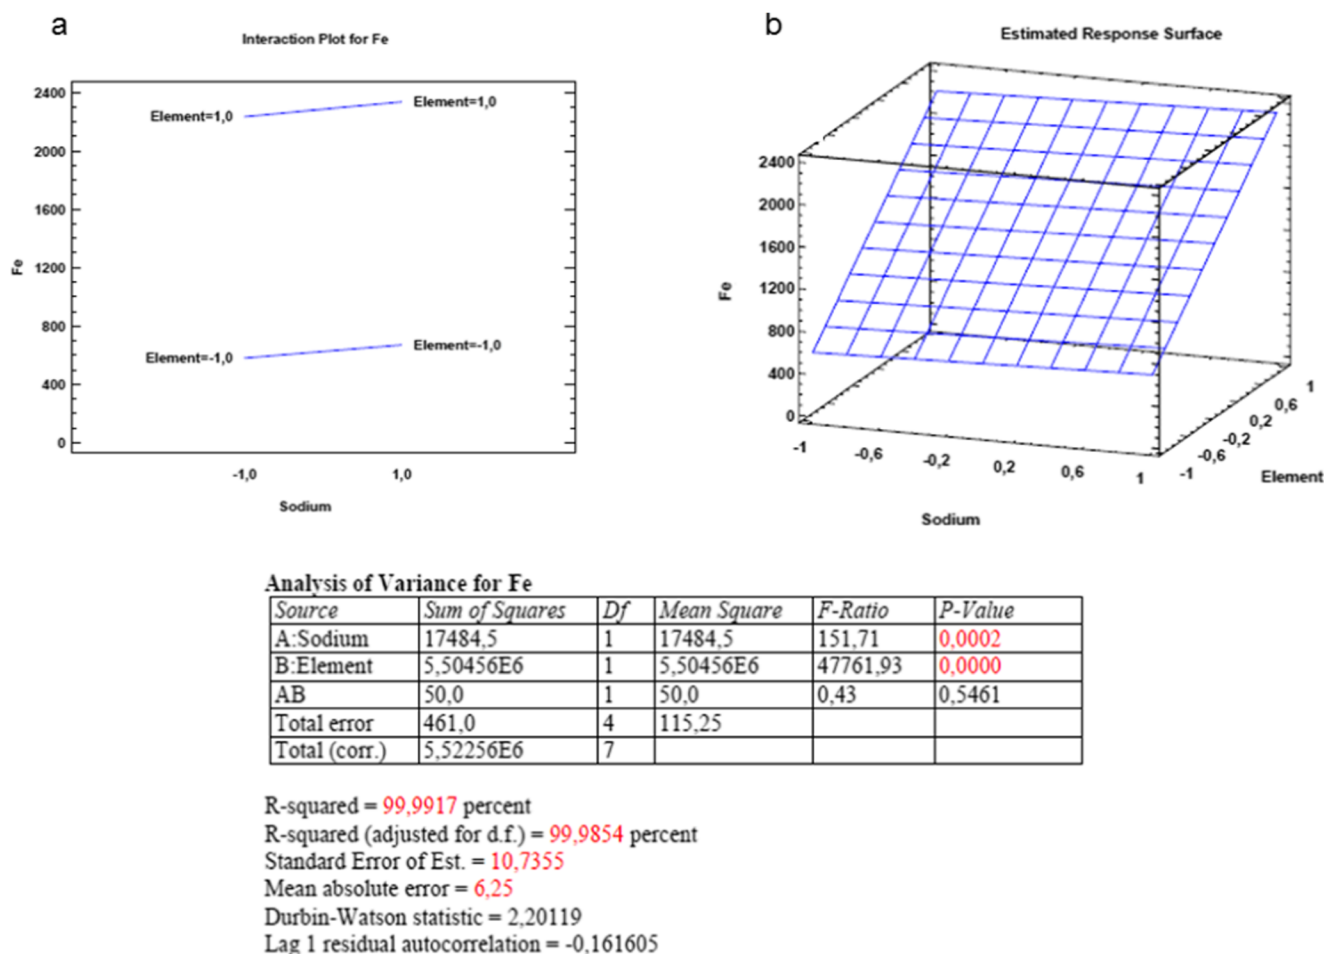 a
Interaction Plot for Fe
2400
2000
1600
1200
800
400
0
Fe
Element=1,0
Element=1,0
Element=-1,0
Element=-1,0
-1,0
1,0
Sodium
b
Estimated Response Surface
2400
2000
1600
1200
800
400
0
Fe
-1
-0,6
-0,2
0,2
0,6
1
Sodium
-1
-0,6
-0,2
0,2
0,6
1
Element
Analysis of Variance for Fe
Source Sum of Squares Df Mean Square F-Ratio P-Value
A:Sodium 17484,5 1 17484,5 151,71 0,0002
B:Element 5,50456E6 1 5,50456E6 47761,93 0,0000
AB 50,0 1 50,0 0,43 0,5461
Total error 461,0 4 115,25
Total (corr.) 5,52256E6 7
R-squared = 99,9917 percent
R-squared (adjusted for d.f.) = 99,9854 percent
Standard Error of Est. = 10,7355
Mean absolute error = 6,25
Durbin-Watson statistic = 2,20119
Lag 1 residual autocorrelation = -0,161605